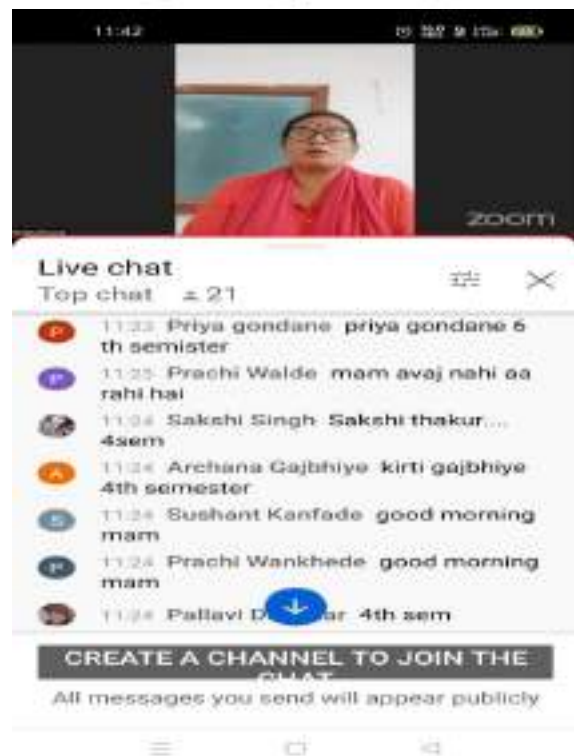 11:42
zoom
Live chat
Top chat 21
11:23 Priya gondane priya gondane 6
th semister
11:25 Prachi Walde mam avaj nahi aa
rahi hai
11:24 Sakshi Singh Sakshi thakur....
4sem
11:24 Archana Gajbhiye kirti gajbhiye
4th semester
11:24 Sushant Kanfade good morning
mam
11:24 Prachi Wankhede good morning
mam
11:24 Pallavi 4th sem
CREATE A CHANNEL TO JOIN THE
CHAT
All messages you send will appear publicly